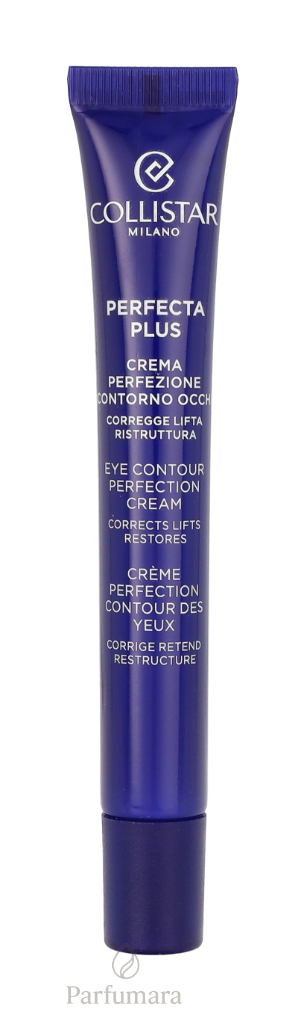 COLLISTAR
MILANO
PERFECTA
PLUS
CREMA
PERFEZIONE
CONTORNO OCCH
CORREGGE LIFTA
RISTRUTTURA
EYE CONTOUR
PERFECTION
CREAM
CORRECTS LIFTS
RESTORES
CRÈME
PERFECTION
CONTOUR DES
YEUX
CORRIGE RETEND
RESTRUCTURE
Parfumara